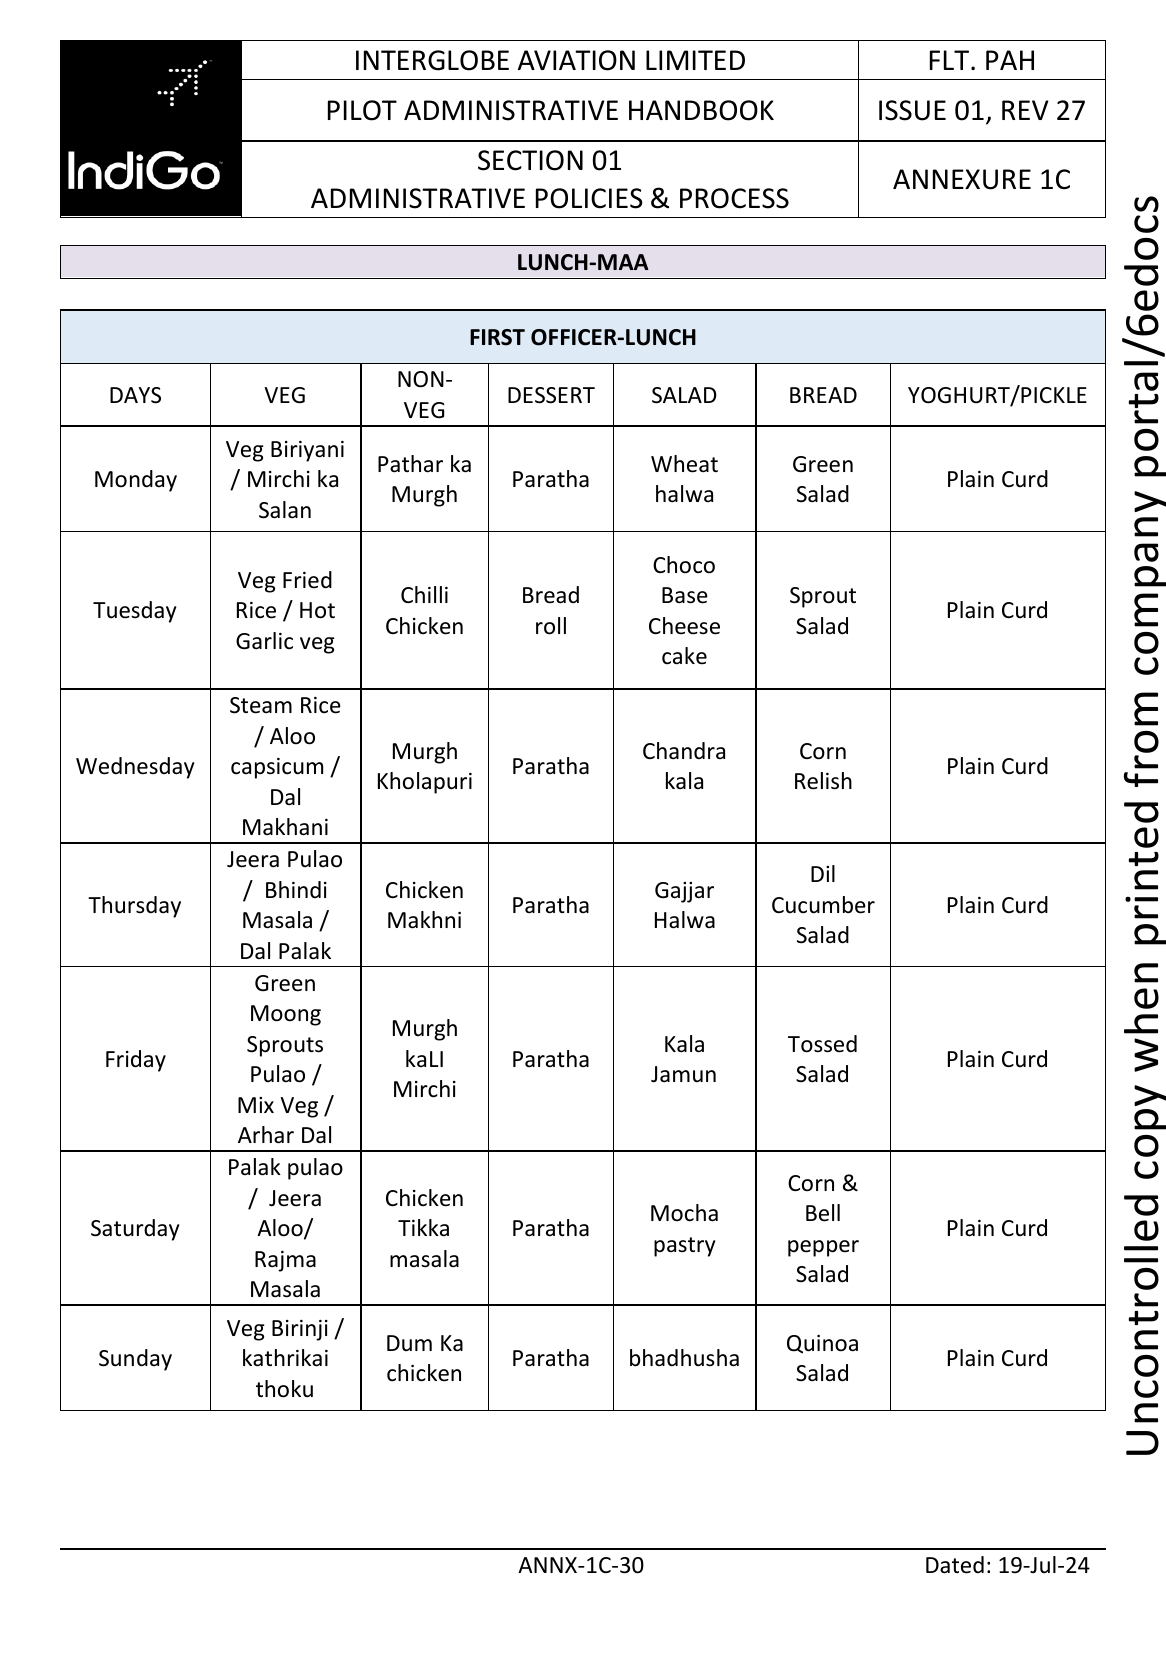 IndiGo
INTERGLOBE AVIATION LIMITED
FLT. PAH
PILOT ADMINISTRATIVE HANDBOOK
ISSUE 01, REV 27
SECTION 01
ADMINISTRATIVE POLICIES & PROCESS
ANNEXURE 1C
LUNCH-MAA
FIRST OFFICER-LUNCH
DAYS
VEG
NON-
VEG
DESSERT
SALAD
BREAD
YOGHURT/PICKLE
Monday
Veg Biriyani
/ Mirchi ka
Salan
Pathar ka
Murgh
Paratha
Wheat
halwa
Green
Salad
Plain Curd
Tuesday
Veg Fried
Rice / Hot
Garlic veg
Chilli
Chicken
Bread
roll
Choco
Base
Cheese
cake
Sprout
Salad
Plain Curd
Wednesday
Steam Rice
/ Aloo
capsicum /
Dal
Makhani
Murgh
Kholapuri
Paratha
Chandra
kala
Corn
Relish
Plain Curd
Thursday
Jeera Pulao
/ Bhindi
Masala /
Dal Palak
Chicken
Makhni
Paratha
Gajjar
Halwa
Dil
Cucumber
Salad
Plain Curd
Friday
Green
Moong
Sprouts
Pulao /
Mix Veg /
Arhar Dal
Murgh
kaLI
Mirchi
Paratha
Kala
Jamun
Tossed
Salad
Plain Curd
Saturday
Palak pulao
/ Jeera
Aloo/
Rajma
Masala
Chicken
Tikka
masala
Paratha
Mocha
pastry
Corn &
Bell
pepper
Salad
Plain Curd
Sunday
Veg Birinji /
kathrikai
thoku
Dum Ka
chicken
Paratha
bhadhusha
Quinoa
Salad
Plain Curd
ANNX-1C-30
Dated: 19-Jul-24
Uncontrolled copy when printed from company portal/6edocs